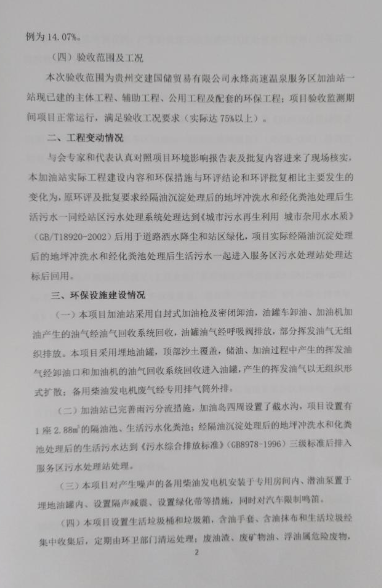 例为14.07%。
（四）验收范围及工况
本次验收范围为贵州交建国储贸易有限公司永烽高速温泉服务区加油站一
站现已建的主体工程、辅助工程、公用工程及配套的环保工程；项目验收监测期
间项目正常运行，满足验收工况要求（实际达75%以上）。
二、工程变动情况
与会专家和代表认真对照项目环境影响报告表及批复内容进来了现场核实，
本加油站实际工程建设内容和环保措施与环评结论和环评批复相比主要发生的
变化为，原环评及批复要求经隔油沉淀处理后的地坪冲洗水和经化粪池处理后生
活污水一同经站区污水处理系统处理达到《城市污水再生利用 城市杂用水水质》
（GB/T18920-2002）后用于道路洒水降尘和站区绿化，项目实际经隔油沉淀处理
后的地坪冲洗水和经化粪池处理后生活污水一起进入服务区污水处理站处理达
标后回用。
三、环保设施建设情况
（一）本项目加油站采用自封式加油枪及密闭卸油，油罐车卸油、加油机加
油产生的油气经油气回收系统回收，油罐油气经呼吸阀排放，部分挥发油气无组
织排放。本项目采用埋地油罐，顶部沙土覆盖，储油、加油过程中产生的挥发油
气经卸油口和加油机的油气回收系统回收进入油罐，产生的挥发油气以无组织形
式扩散；备用柴油发电机废气经专用排气筒外排。
（二）加油站已完善雨污分流措施，加油岛四周设置了截水沟，项目设置有
1座2.88m³的隔油池、生活污水化粪池；经隔油沉淀处理后的地坪冲洗水和化粪
池处理后的生活污水达到《污水综合排放标准》（GB8978-1996）三级标准后排入
服务区污水处理站处理。
（三）本项目对产生噪声的备用柴油发电机安装于专用房间内、潜油泵置于
埋地油罐内、设置隔声减震、设置绿化带等措施，同时对汽车限制鸣笛。
（四）本项目设置生活垃圾桶和垃圾箱，含油手套、含油抹布和生活垃圾经
集中收集后，定期由环卫部门清运处理；废油渣、废矿物油、浮油属危险废物，
2